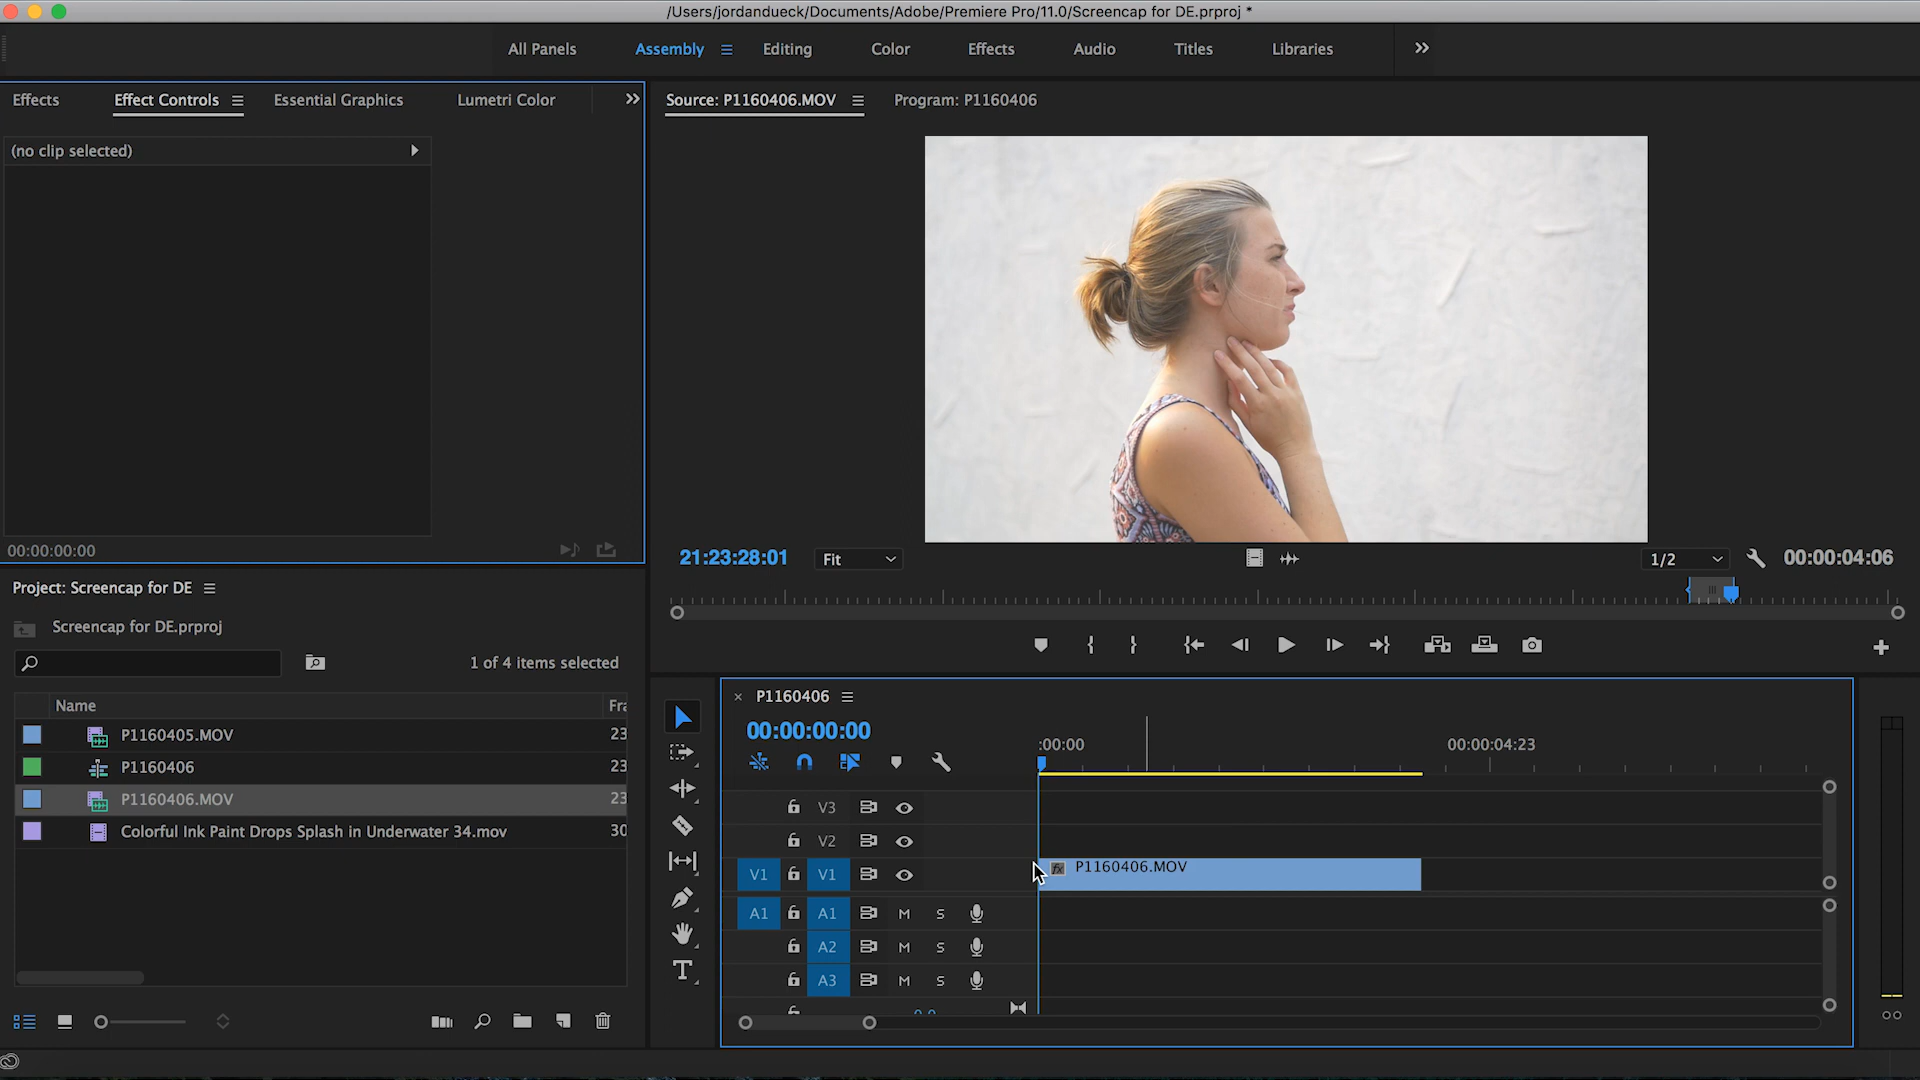 /Users/jordandueck/Documents/Adobe/Premiere Pro/11.0/Screencap for DE.prproj *
All Panels Assembly Editing Color Effects Audio Titles Libraries
Effects Effect Controls Essential Graphics Lumetri Color
(no clip selected)
00:00:00:00
Source: P1160406.MOV Program: P1160406
21:23:28:01 Fit 1/2 00:00:04:06
Project: Screencap for DE
Screencap for DE.prproj
1 of 4 items selected
Name Fra
P1160405.MOV 23
P1160406 23
P1160406.MOV 23
Colorful Ink Paint Drops Splash in Underwater 34.mov 30
P1160406
00:00:00:00
:00:00 00:00:04:23
V3
V2
V1 V1 fx P1160406.MOV
A1 A1 M S
A2 M S
A3 M S